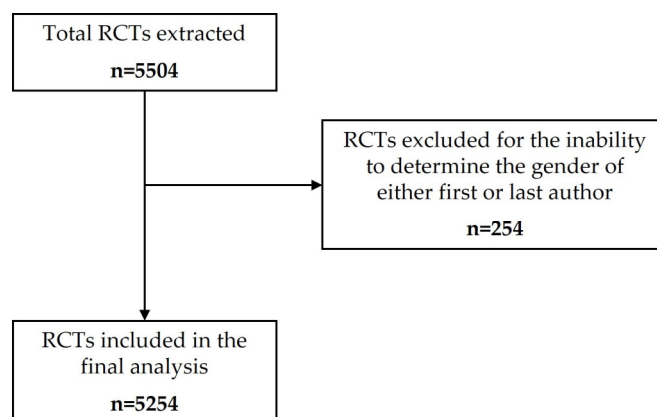 Total RCTs extracted
n=5504
RCTs excluded for the inability
to determine the gender of
either first or last author
n=254
RCTs included in the
final analysis
n=5254